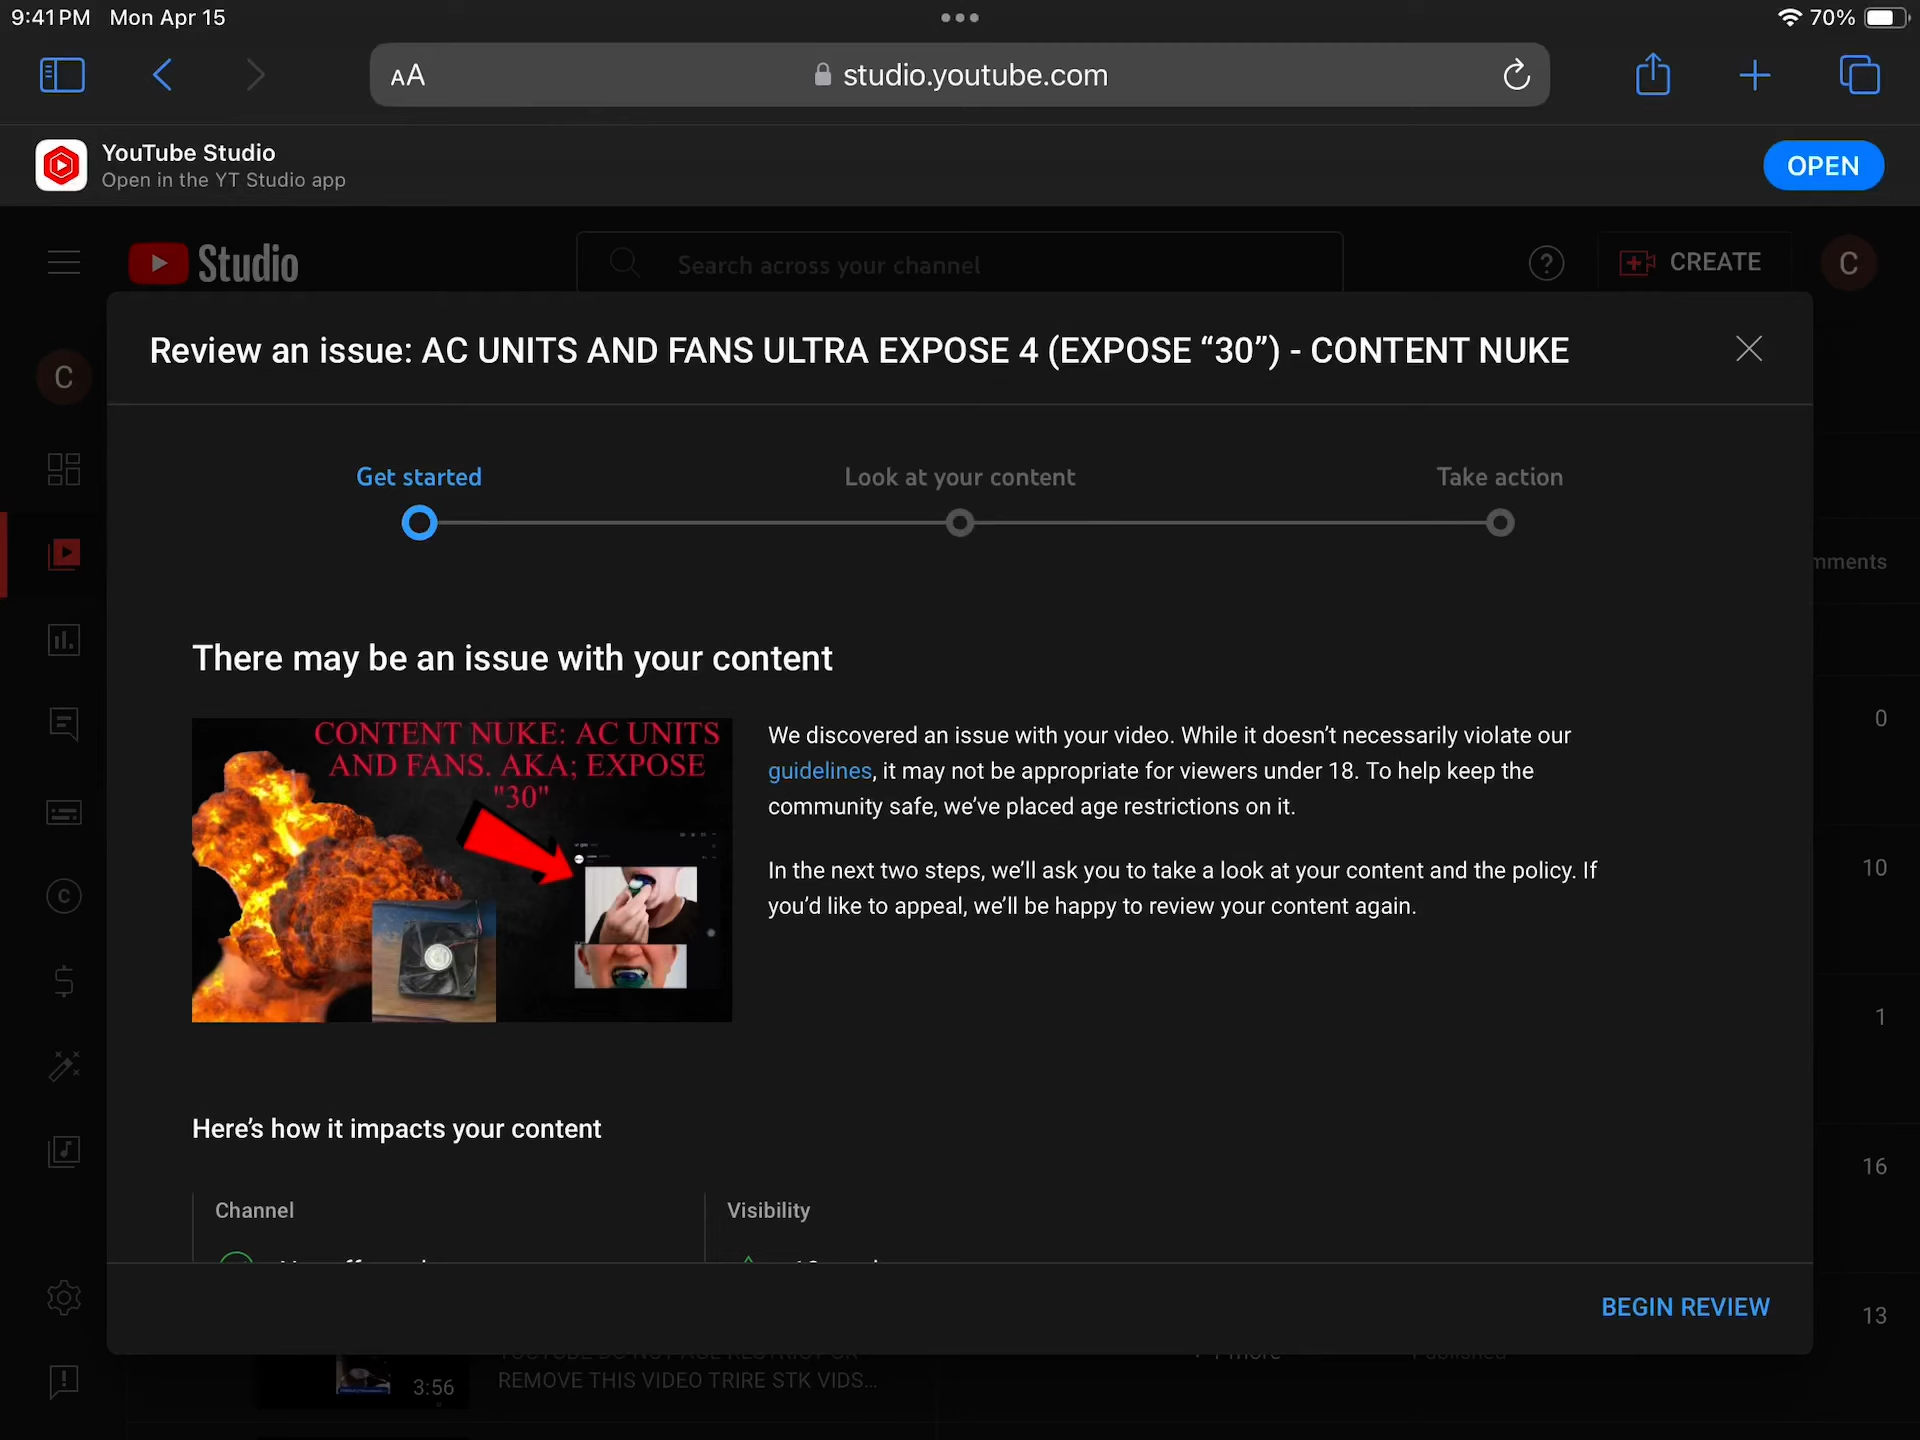 9:41 PM Mon Apr 15
70%
AA
studio.youtube.com
YouTube Studio
Open in the YT Studio app
OPEN
Studio
Search across your channel
CREATE
C
C
Review an issue: AC UNITS AND FANS ULTRA EXPOSE 4 (EXPOSE “30”) - CONTENT NUKE
Get started
Look at your content
Take action
mments
There may be an issue with your content
CONTENT NUKE: AC UNITS
AND FANS. AKA; EXPOSE
"30"
We discovered an issue with your video. While it doesn’t necessarily violate our
guidelines, it may not be appropriate for viewers under 18. To help keep the
community safe, we’ve placed age restrictions on it.
In the next two steps, we’ll ask you to take a look at your content and the policy. If
you’d like to appeal, we’ll be happy to review your content again.
0
10
1
16
13
Here’s how it impacts your content
Channel
Visibility
BEGIN REVIEW
3:56
REMOVE THIS VIDEO TRIRE STK VIDS...